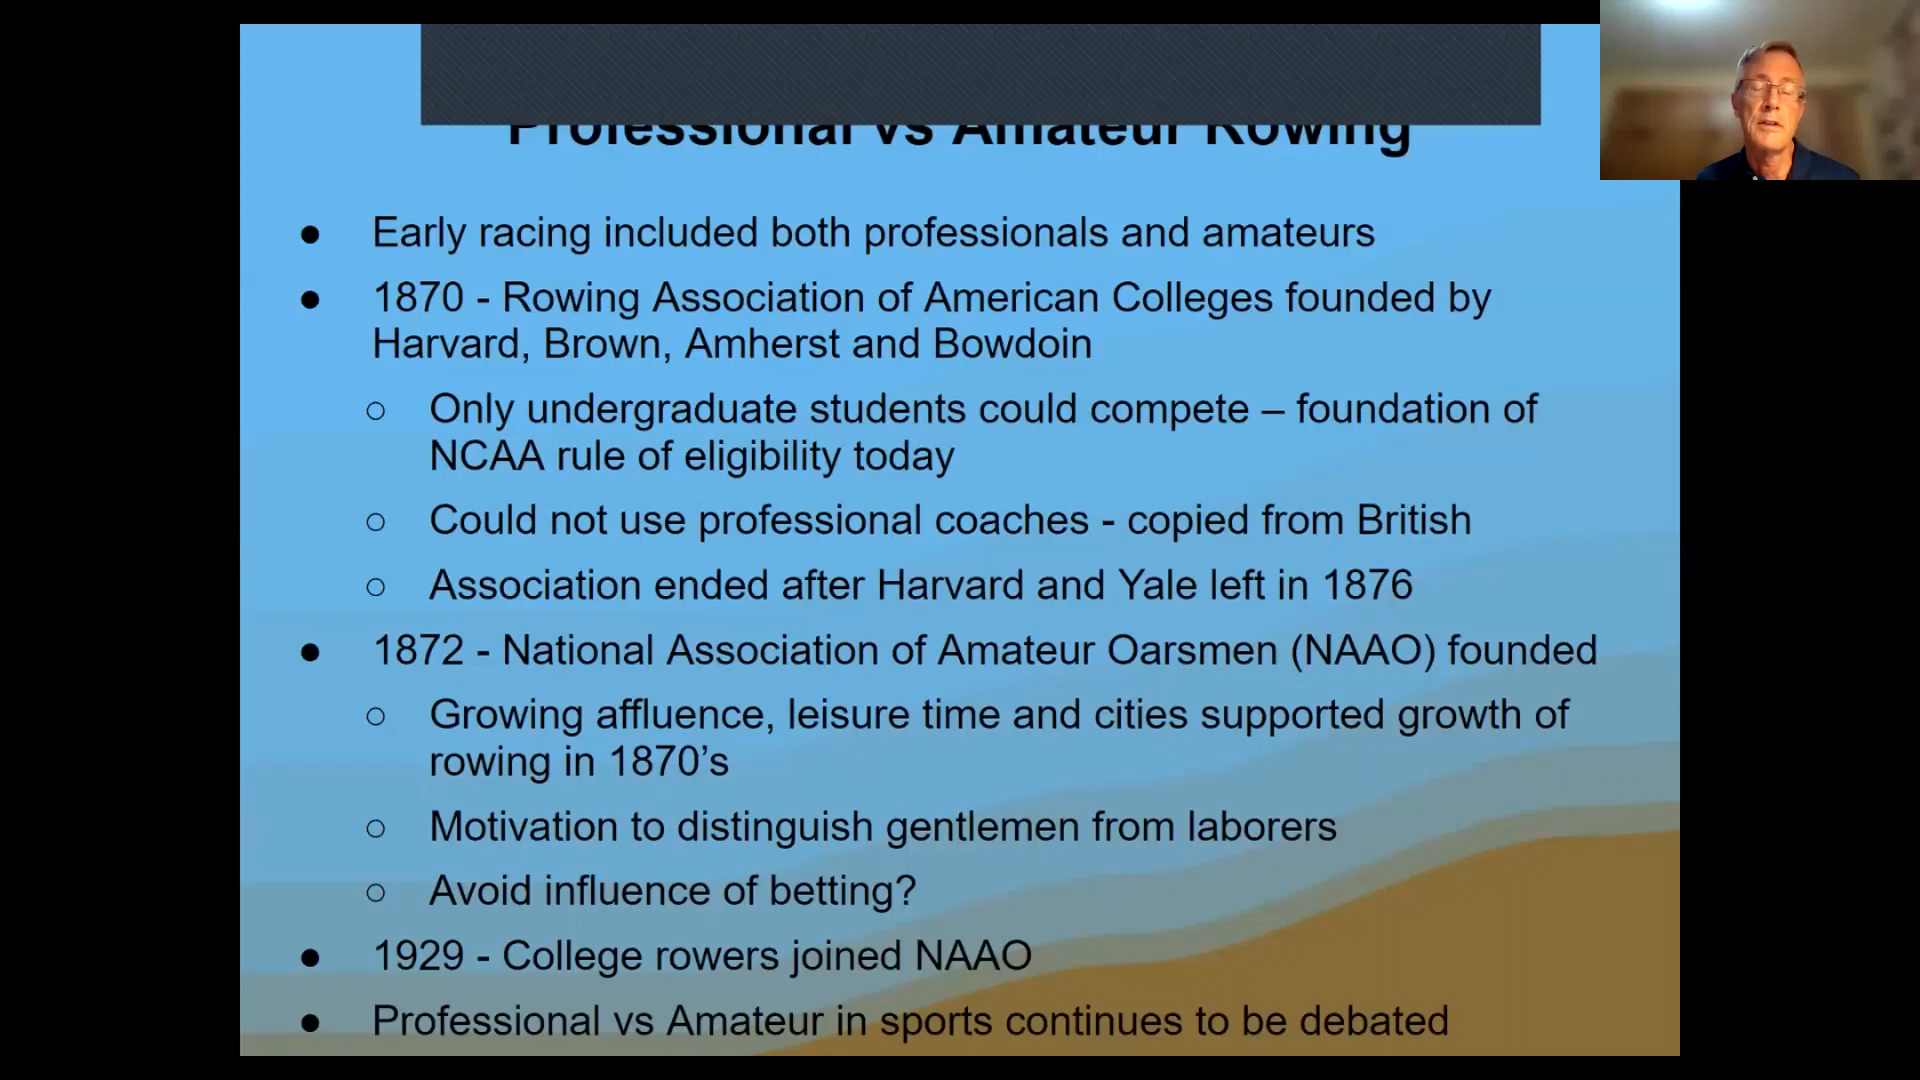 Professional vs Amateur Rowing
● Early racing included both professionals and amateurs
● 1870 - Rowing Association of American Colleges founded by
Harvard, Brown, Amherst and Bowdoin
○ Only undergraduate students could compete – foundation of
NCAA rule of eligibility today
○ Could not use professional coaches - copied from British
○ Association ended after Harvard and Yale left in 1876
● 1872 - National Association of Amateur Oarsmen (NAAO) founded
○ Growing affluence, leisure time and cities supported growth of
rowing in 1870’s
○ Motivation to distinguish gentlemen from laborers
○ Avoid influence of betting?
● 1929 - College rowers joined NAAO
● Professional vs Amateur in sports continues to be debated